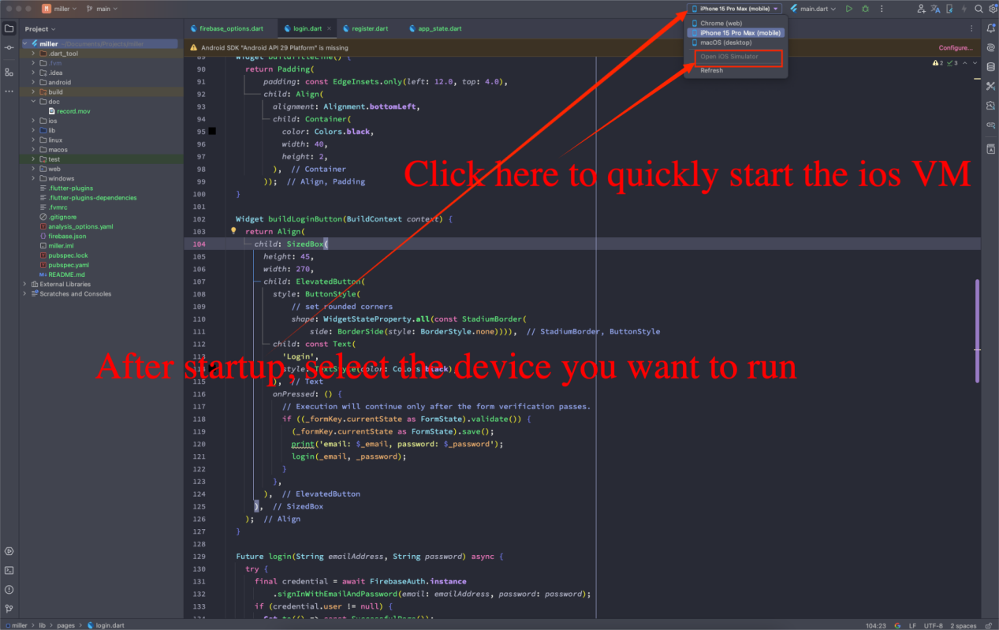 miller
main
iPhone 15 Pro Max (mobile)
main.dart
Project
firebase_options.dart
login.dart
register.dart
app_state.dart
Chrome (web)
iPhone 15 Pro Max (mobile)
macOS (desktop)
Open iOS Simulator
Refresh
Android SDK "Android API 29 Platform" is missing
Configure...
2 3
miller ~/Documents/Projects/miller
.dart_tool
.fvm
.idea
android
build
doc
record.mov
ios
lib
linux
macos
test
web
windows
.flutter-plugins
.flutter-plugins-dependencies
.fvmrc
.gitignore
analysis_options.yaml
firebase.json
miller.iml
pubspec.lock
pubspec.yaml
README.md
External Libraries
Scratches and Consoles
89 Widget buildTitleLine() {
90 return Padding(
91 padding: const EdgeInsets.only(left: 12.0, top: 4.0),
92 child: Align(
93 alignment: Alignment.bottomLeft,
94 child: Container(
95 color: Colors.black,
96 width: 40,
97 height: 2,
98 ), // Container
99 )); // Align, Padding
100 }
101
102 Widget buildLoginButton(BuildContext context) {
103 return Align(
104 child: SizedBox(
105 height: 45,
106 width: 270,
107 child: ElevatedButton(
108 style: ButtonStyle(
109 // set rounded corners
110 shape: WidgetStateProperty.all(const StadiumBorder(
111 side: BorderSide(style: BorderStyle.none)))), // StadiumBorder, ButtonStyle
112 child: const Text(
113 'Login',
114 style: TextStyle(color: Colors.black),
115 ), // Text
116 onPressed: () {
117 // Execution will continue only after the form verification passes.
118 if ((_formKey.currentState as FormState).validate()) {
119 (_formKey.currentState as FormState).save();
120 print('email: $_email, password: $_password');
121 login(_email, _password);
122 }
123 },
124 ), // ElevatedButton
125 ), // SizedBox
126 ); // Align
127 }
128
129 Future login(String emailAddress, String password) async {
130 try {
131 final credential = await FirebaseAuth.instance
132 .signInWithEmailAndPassword(email: emailAddress, password: password);
133 if (credential.user != null) {
134 Get.to(() => const SuccessfulPage());
Click here to quickly start the ios VM
After startup, select the device you want to run
miller > lib > pages > login.dart
104:23 LF UTF-8 2 spaces